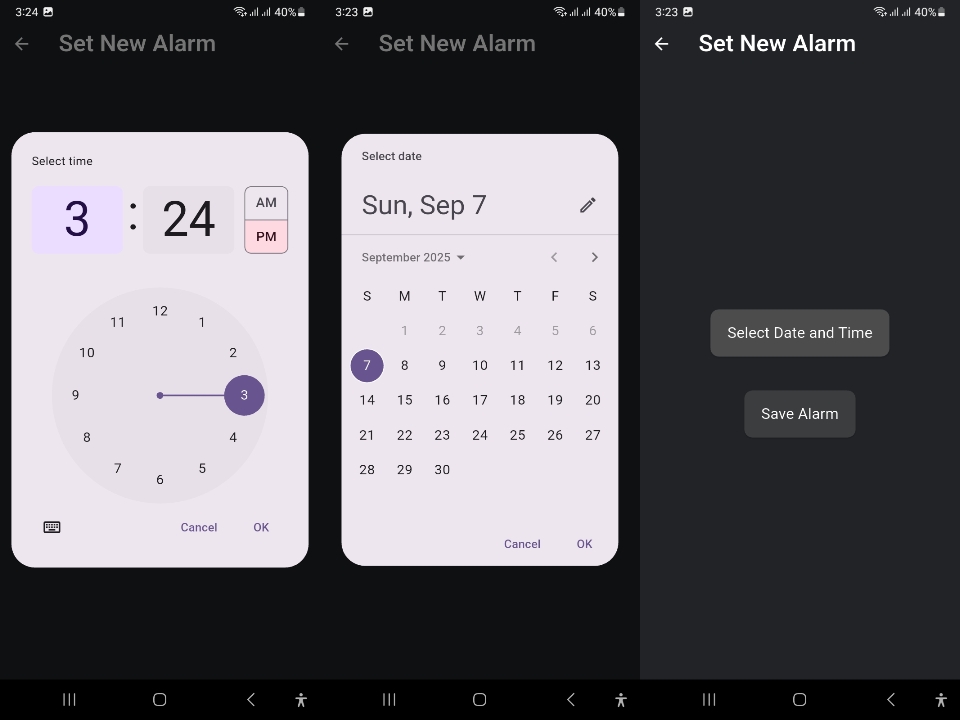 3:24 40%
Set New Alarm
Select time
3 : 24
AM
PM
12
11 1
10 2
9 3
8 4
7 5
6
Cancel OK
3:23 40%
Set New Alarm
Select date
Sun, Sep 7
September 2025
S M T W T F S
1 2 3 4 5 6
7 8 9 10 11 12 13
14 15 16 17 18 19 20
21 22 23 24 25 26 27
28 29 30
Cancel OK
3:23 40%
Set New Alarm
Select Date and Time
Save Alarm